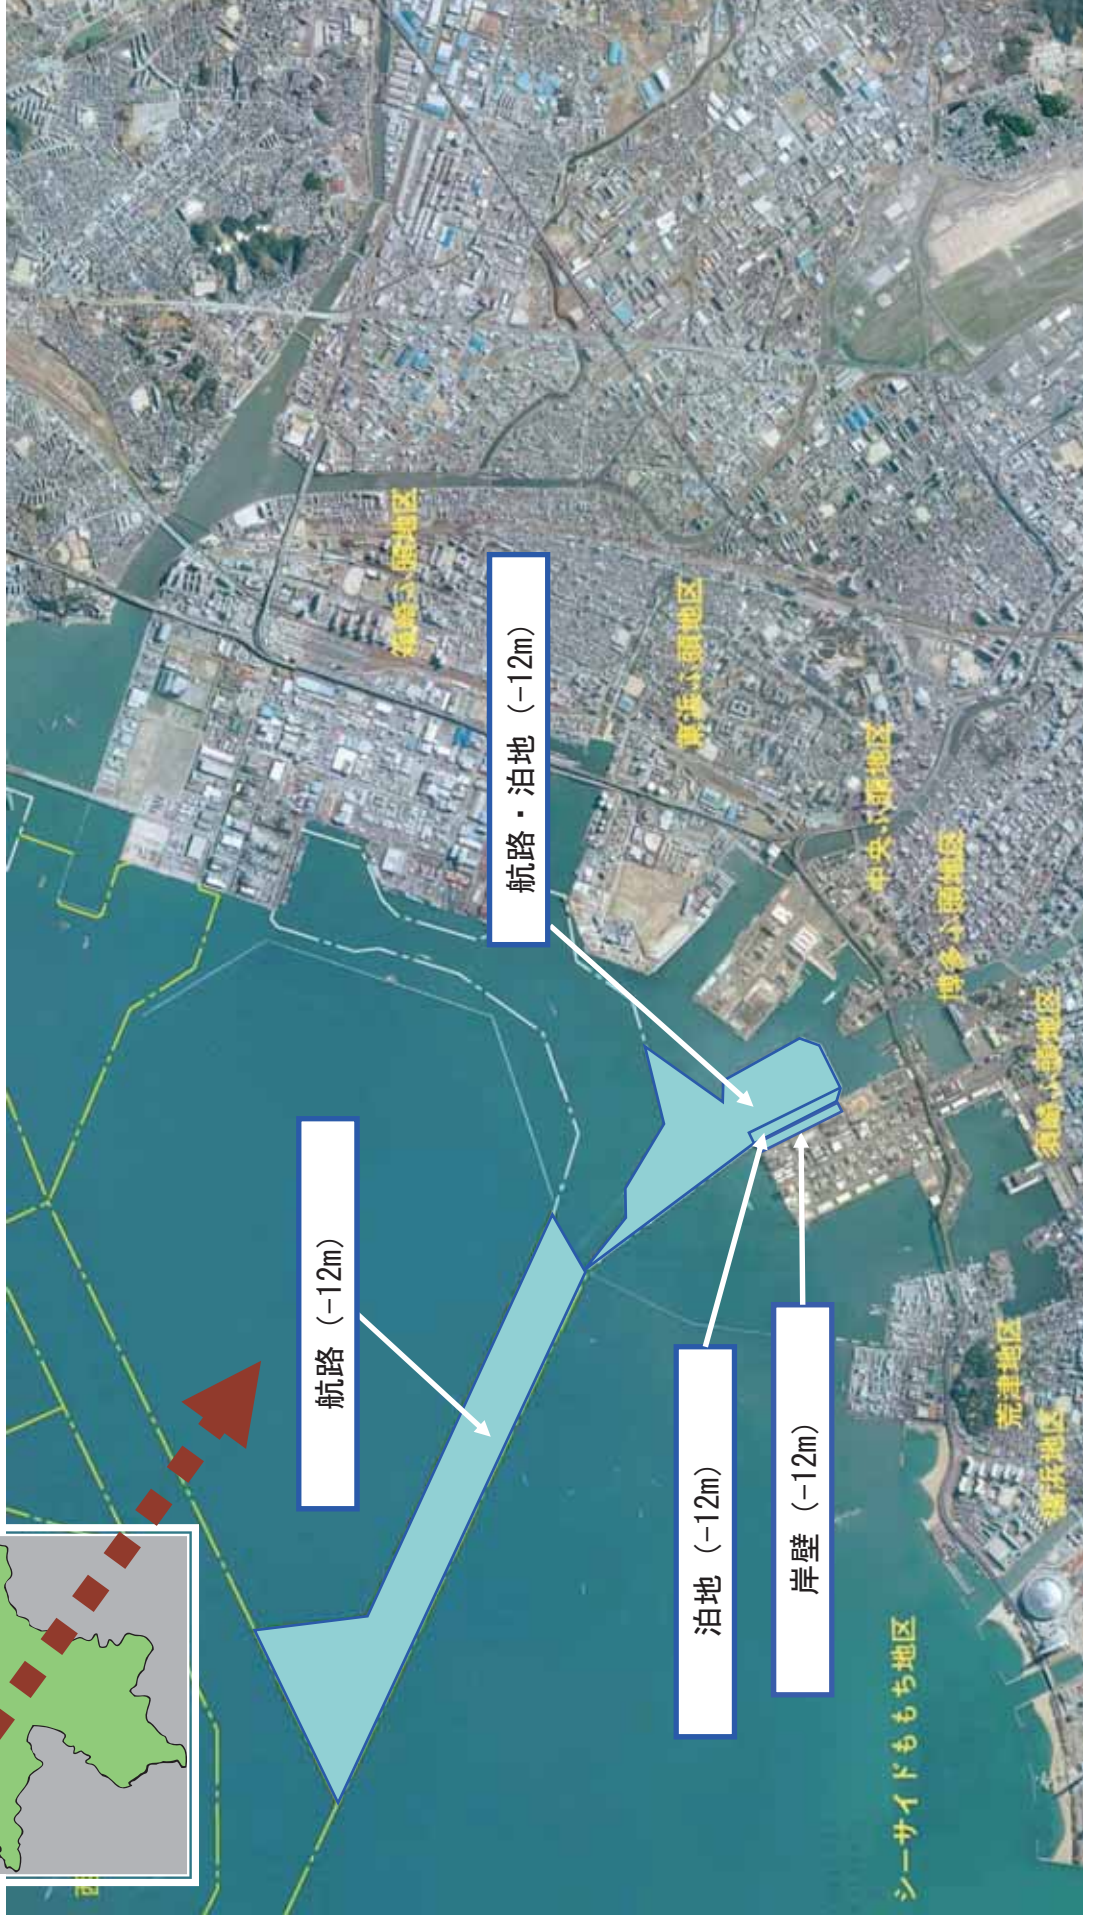 航路・泊地 (-12m)
航路 (-12m)
泊地 (-12m)
岸壁 (-12m)
箱崎ふ頭地区
東浜ふ頭地区
中央ふ頭地区
博多ふ頭地区
須崎ふ頭地区
荒津地区
福浜地区
シーサイドももち地区
西